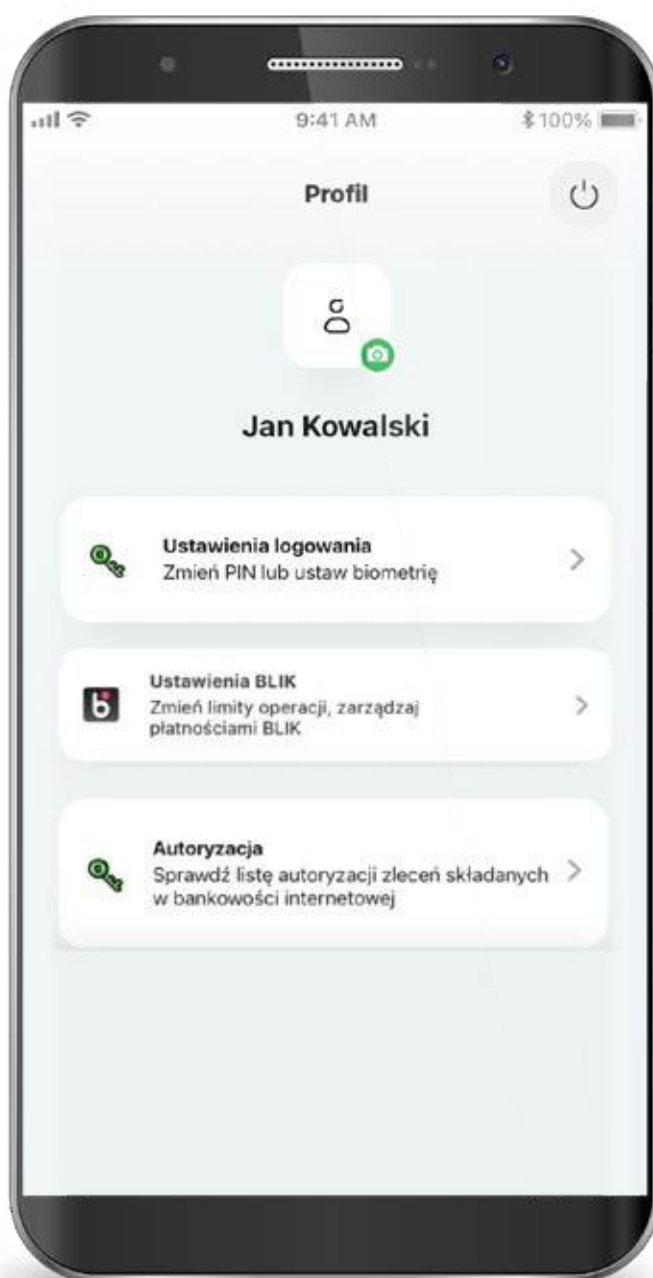 9:41 AM
100%
Profil
Jan Kowalski
Ustawienia logowania
Zmień PIN lub ustaw biometrię
Ustawienia BLIK
Zmień limity operacji, zarządzaj
płatnościami BLIK
Autoryzacja
Sprawdź listę autoryzacji zleceń składanych
w bankowości internetowej